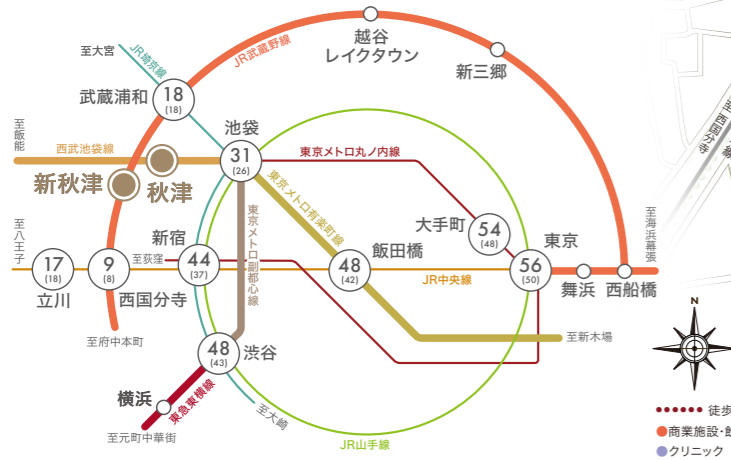 越谷
レイクタウン
新三郷
至大宮
JR埼京線
JR武蔵野線
武蔵浦和
18
(18)
至飯能
西武池袋線
池袋
31
(26)
東京メトロ丸ノ内線
新秋津
秋津
東京メトロ有楽町線
東京メトロ副都心線
大手町
54
(48)
至八王子
17
(18)
立川
9
(8)
西国分寺
至荻窪
新宿
44
(37)
飯田橋
48
(42)
JR中央線
東京
56
(50)
舞浜
西船橋
至海浜幕張
至府中本町
48
(43)
渋谷
至新木場
横浜
東急東横線
至元町中華街
至大崎
JR山手線
至西国分寺
N
徒歩
商業施設・飲
クリニック